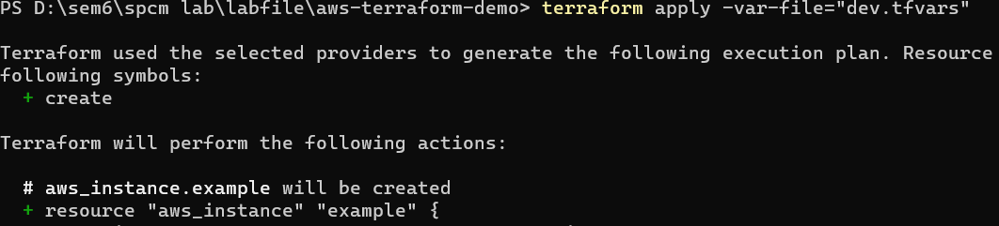 PS D:\sem6\spcm lab\labfile\aws-terraform-demo> terraform apply -var-file="dev.tfvars"
Terraform used the selected providers to generate the following execution plan. Resource
following symbols:
+ create
Terraform will perform the following actions:
# aws_instance.example will be created
+ resource "aws_instance" "example" {